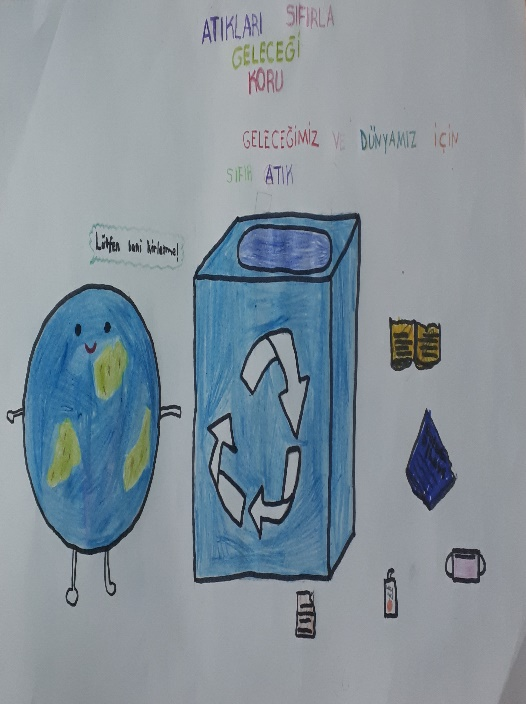 ATIKLARI SIFIRLA
GELECEĞİ
KORU
GELECEĞİMİZ VE DÜNYAMIZ İÇİN
SIFIR ATIK
Lütfen beni kirletme!